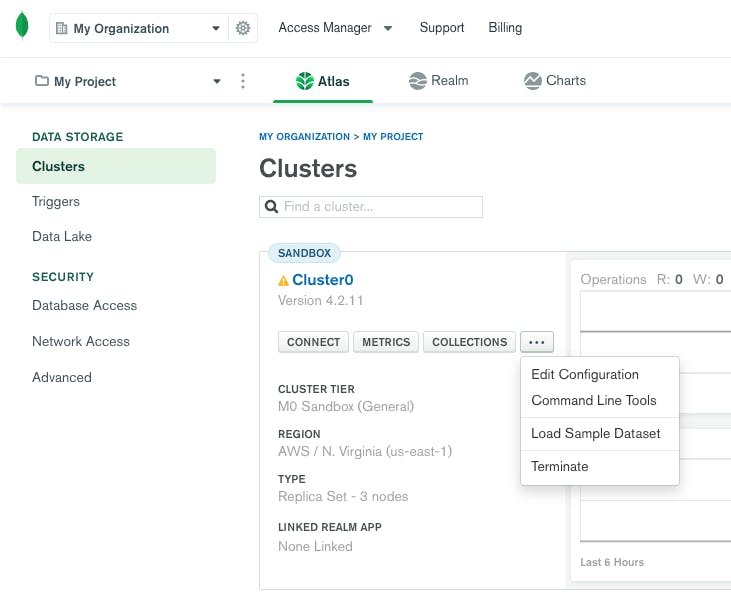 My Organization
Access Manager
Support
Billing
My Project
Atlas
Realm
Charts
DATA STORAGE
Clusters
Triggers
Data Lake
SECURITY
Database Access
Network Access
Advanced
MY ORGANIZATION > MY PROJECT
Clusters
Find a cluster...
SANDBOX
Cluster0
Version 4.2.11
CONNECT METRICS COLLECTIONS ...
Edit Configuration
Command Line Tools
Load Sample Dataset
Terminate
CLUSTER TIER
M0 Sandbox (General)
REGION
AWS / N. Virginia (us-east-1)
TYPE
Replica Set - 3 nodes
LINKED REALM APP
None Linked
Operations R: 0 W: 0
Last 6 Hours